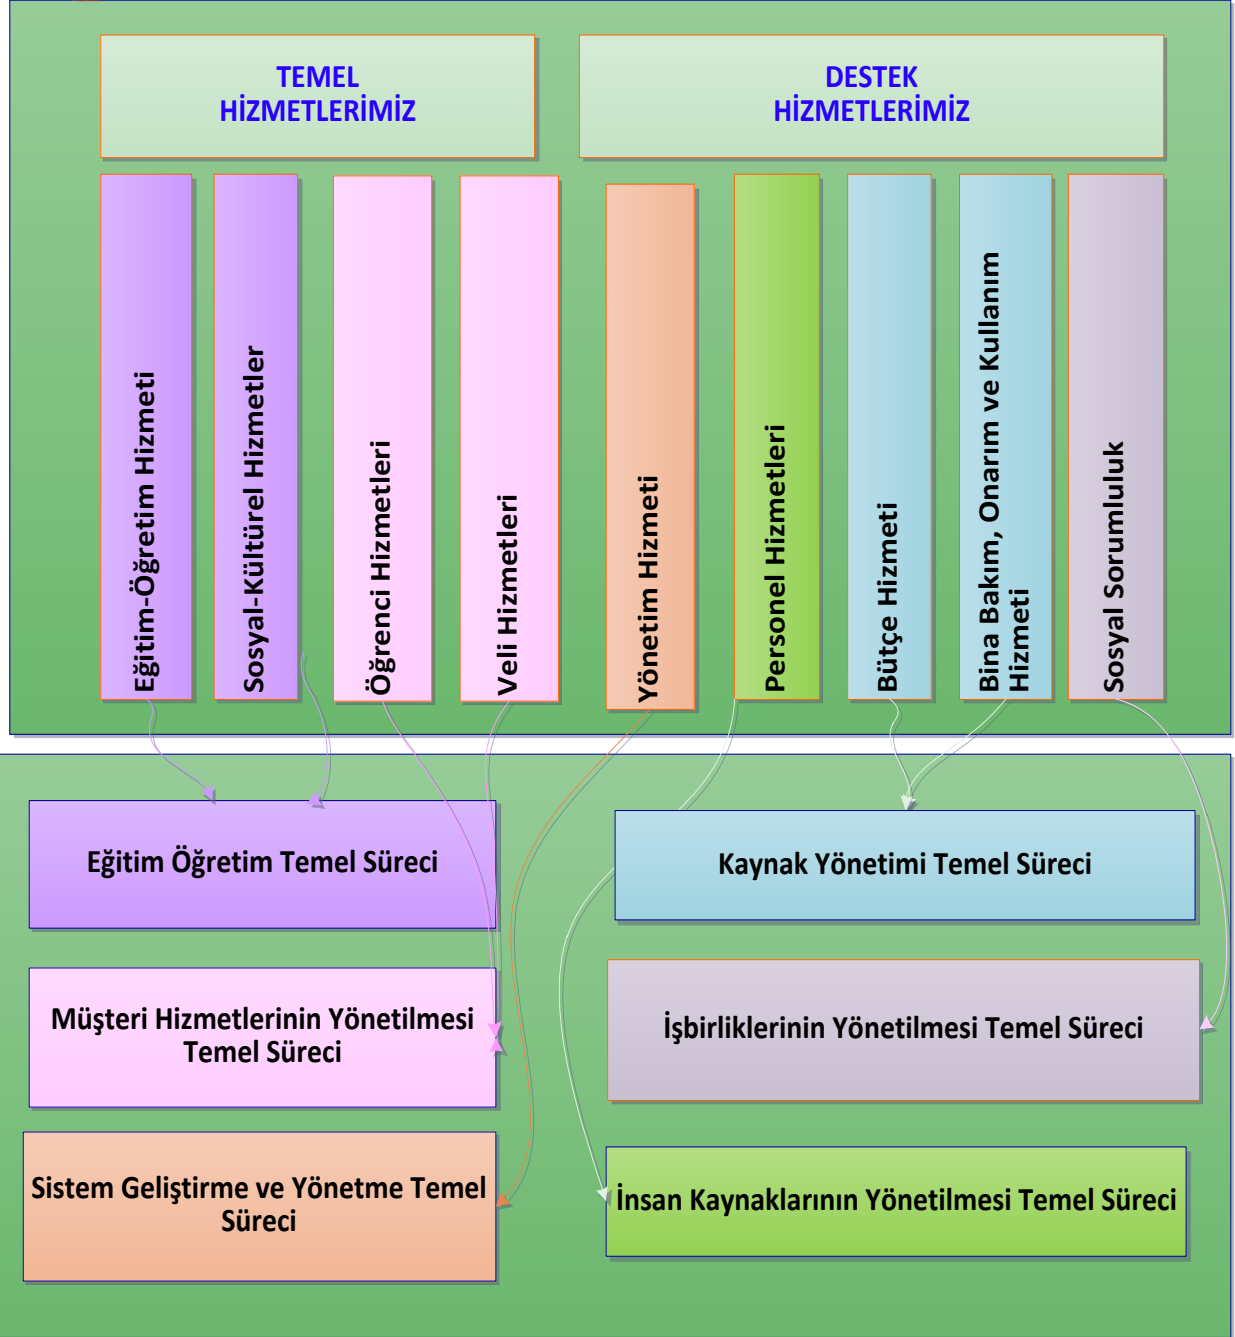 TEMEL
HİZMETLERİMİZ
DESTEK
HİZMETLERİMİZ
Eğitim-Öğretim Hizmeti
Sosyal-Kültürel Hizmetler
Öğrenci Hizmetleri
Veli Hizmetleri
Yönetim Hizmeti
Personel Hizmetleri
Bütçe Hizmeti
Bina Bakım, Onarım ve Kullanım
Hizmeti
Sosyal Sorumluluk
Eğitim Öğretim Temel Süreci
Kaynak Yönetimi Temel Süreci
Müşteri Hizmetlerinin Yönetilmesi
Temel Süreci
İşbirliklerinin Yönetilmesi Temel Süreci
Sistem Geliştirme ve Yönetme Temel
Süreci
İnsan Kaynaklarının Yönetilmesi Temel Süreci